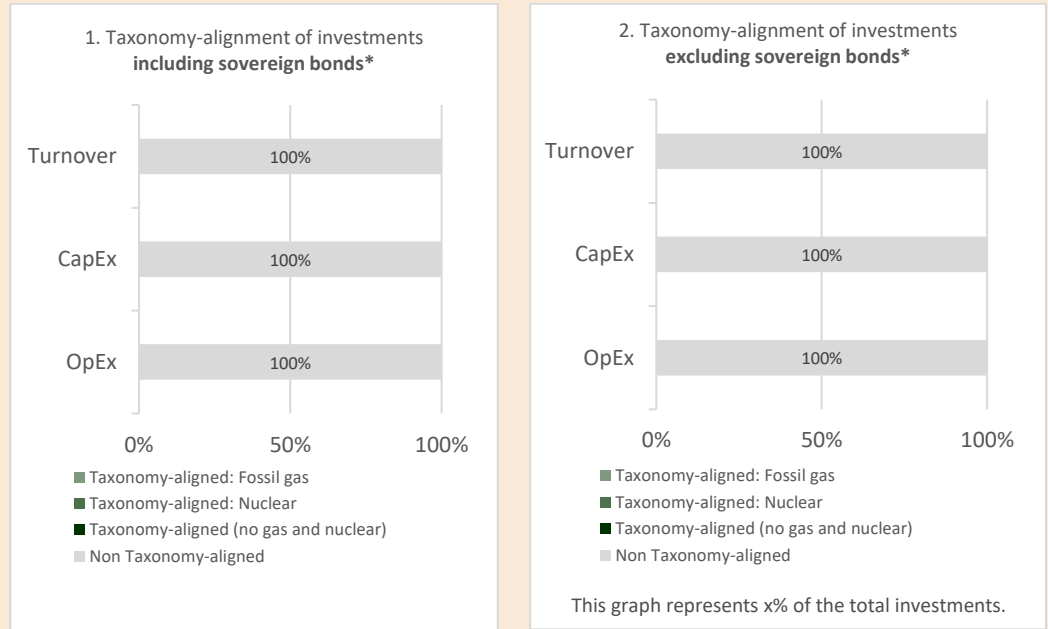 1. Taxonomy-alignment of investments
including sovereign bonds*
Turnover
100%
CapEx
100%
OpEx
100%
0%
50%
100%
Taxonomy-aligned: Fossil gas
Taxonomy-aligned: Nuclear
Taxonomy-aligned (no gas and nuclear)
Non Taxonomy-aligned
2. Taxonomy-alignment of investments
excluding sovereign bonds*
Turnover
100%
CapEx
100%
OpEx
100%
0%
50%
100%
Taxonomy-aligned: Fossil gas
Taxonomy-aligned: Nuclear
Taxonomy-aligned (no gas and nuclear)
Non Taxonomy-aligned
This graph represents x% of the total investments.